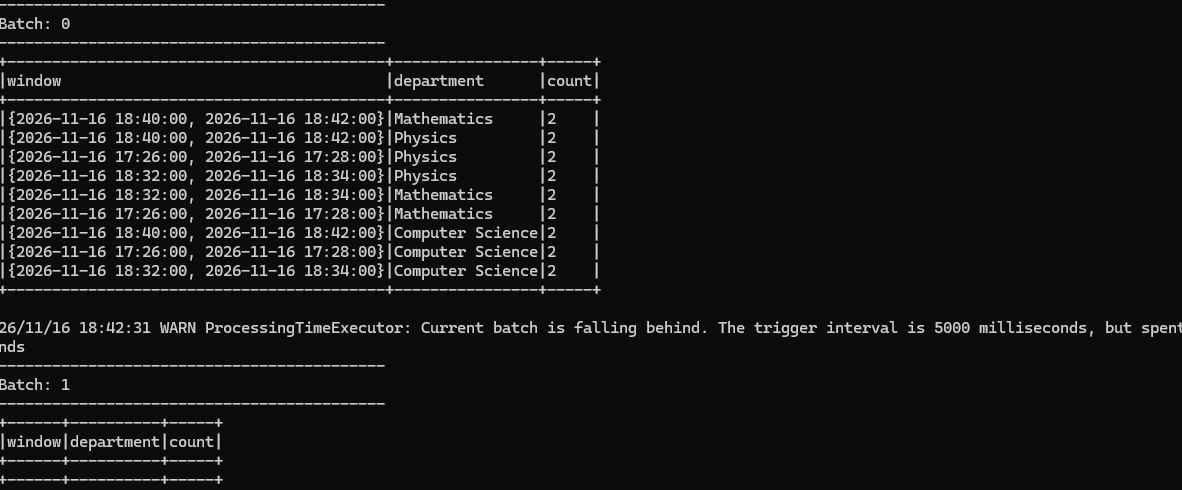 -------------------------------------------
Batch: 0
-------------------------------------------
+------------------------------------------+----------------+-----+
|window                                    |department      |count|
+------------------------------------------+----------------+-----+
|{2026-11-16 18:40:00, 2026-11-16 18:42:00}|Mathematics     |2    |
|{2026-11-16 18:40:00, 2026-11-16 18:42:00}|Physics         |2    |
|{2026-11-16 17:26:00, 2026-11-16 17:28:00}|Physics         |2    |
|{2026-11-16 18:32:00, 2026-11-16 18:34:00}|Physics         |2    |
|{2026-11-16 18:32:00, 2026-11-16 18:34:00}|Mathematics     |2    |
|{2026-11-16 17:26:00, 2026-11-16 17:28:00}|Mathematics     |2    |
|{2026-11-16 18:40:00, 2026-11-16 18:42:00}|Computer Science|2    |
|{2026-11-16 17:26:00, 2026-11-16 17:28:00}|Computer Science|2    |
|{2026-11-16 18:32:00, 2026-11-16 18:34:00}|Computer Science|2    |
+------------------------------------------+----------------+-----+
26/11/16 18:42:31 WARN ProcessingTimeExecutor: Current batch is falling behind. The trigger interval is 5000 milliseconds, but spent
nds
-------------------------------------------
Batch: 1
-------------------------------------------
+------+----------+-----+
|window|department|count|
+------+----------+-----+
+------+----------+-----+